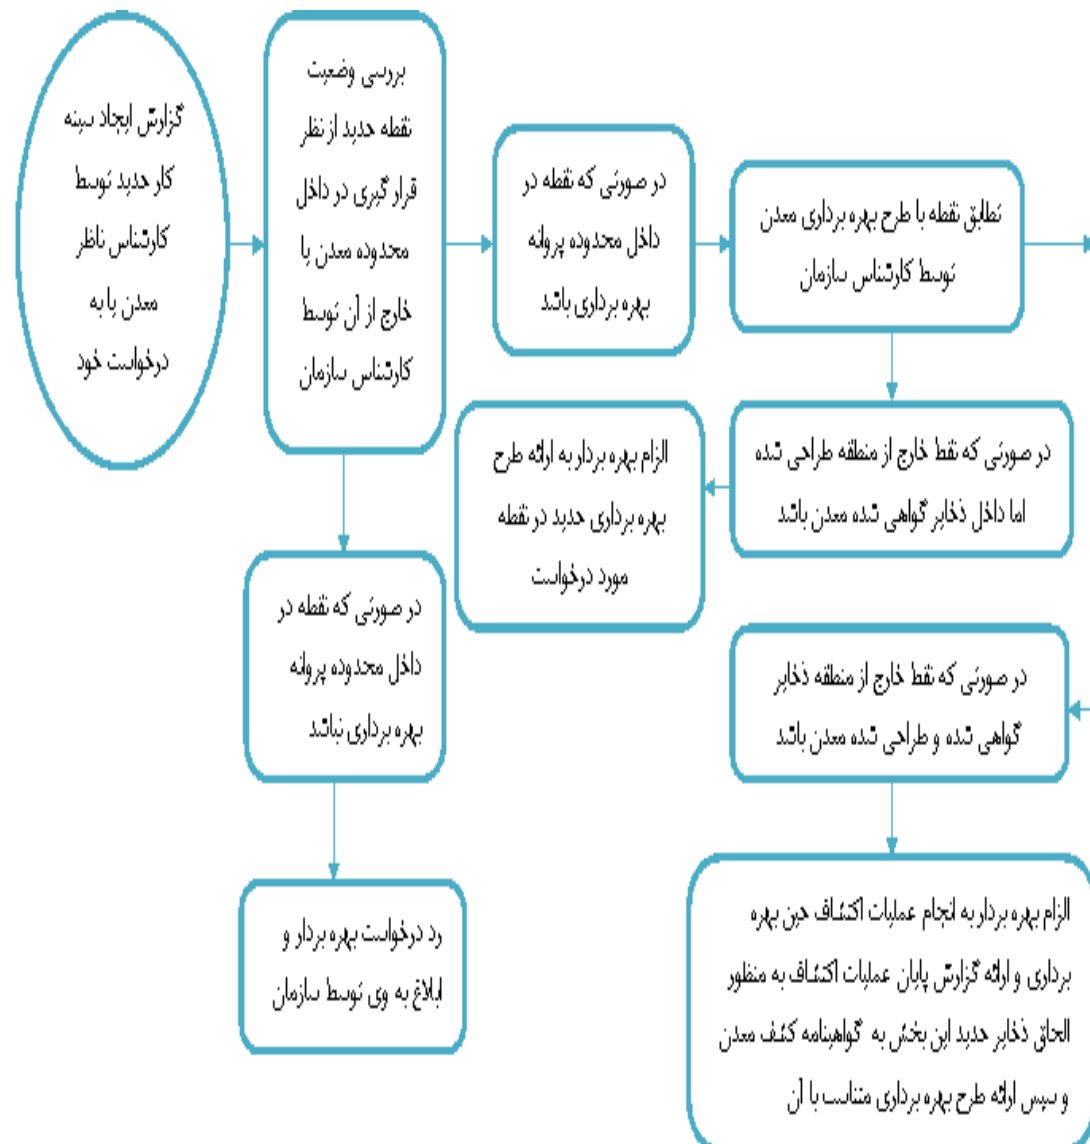 گزارش ایجاد سینه
کار جدید توسط
کارشناس ناظر
معدن یا به
درخواست خود
بررسی وضعیت
نقطه جدید از نظر
قرار گیری در داخل
محدوده معدن یا
خارج از آن توسط
کارشناس سازمان
در صورتی که نقطه در
داخل محدوده پروانه
بهره برداری باشد
تطابق نقطه با طرح بهره برداری معدن
توسط کارشناس سازمان
در صورتی که نقط خارج از منطقه طراحی شده
اما داخل ذخایر گواهی شده معدن باشد
الزام بهره بردار به ارائه طرح
بهره برداری جدید در نقطه
مورد درخواست
در صورتی که نقطه در
داخل محدوده پروانه
بهره برداری نباشد
رد درخواست بهره بردار و
ابلاغ به وی توسط سازمان
در صورتی که نقط خارج از منطقه ذخایر
گواهی شده و طراحی شده معدن باشد
الزام بهره بردار به انجام عملیات اکتشاف حین بهره
برداری و ارائه گزارش پایان عملیات اکتشاف به منظور
الحاق ذخایر جدید این بخش به گواهینامه کشف معدن
و سپس ارائه طرح بهره برداری متناسب با آن